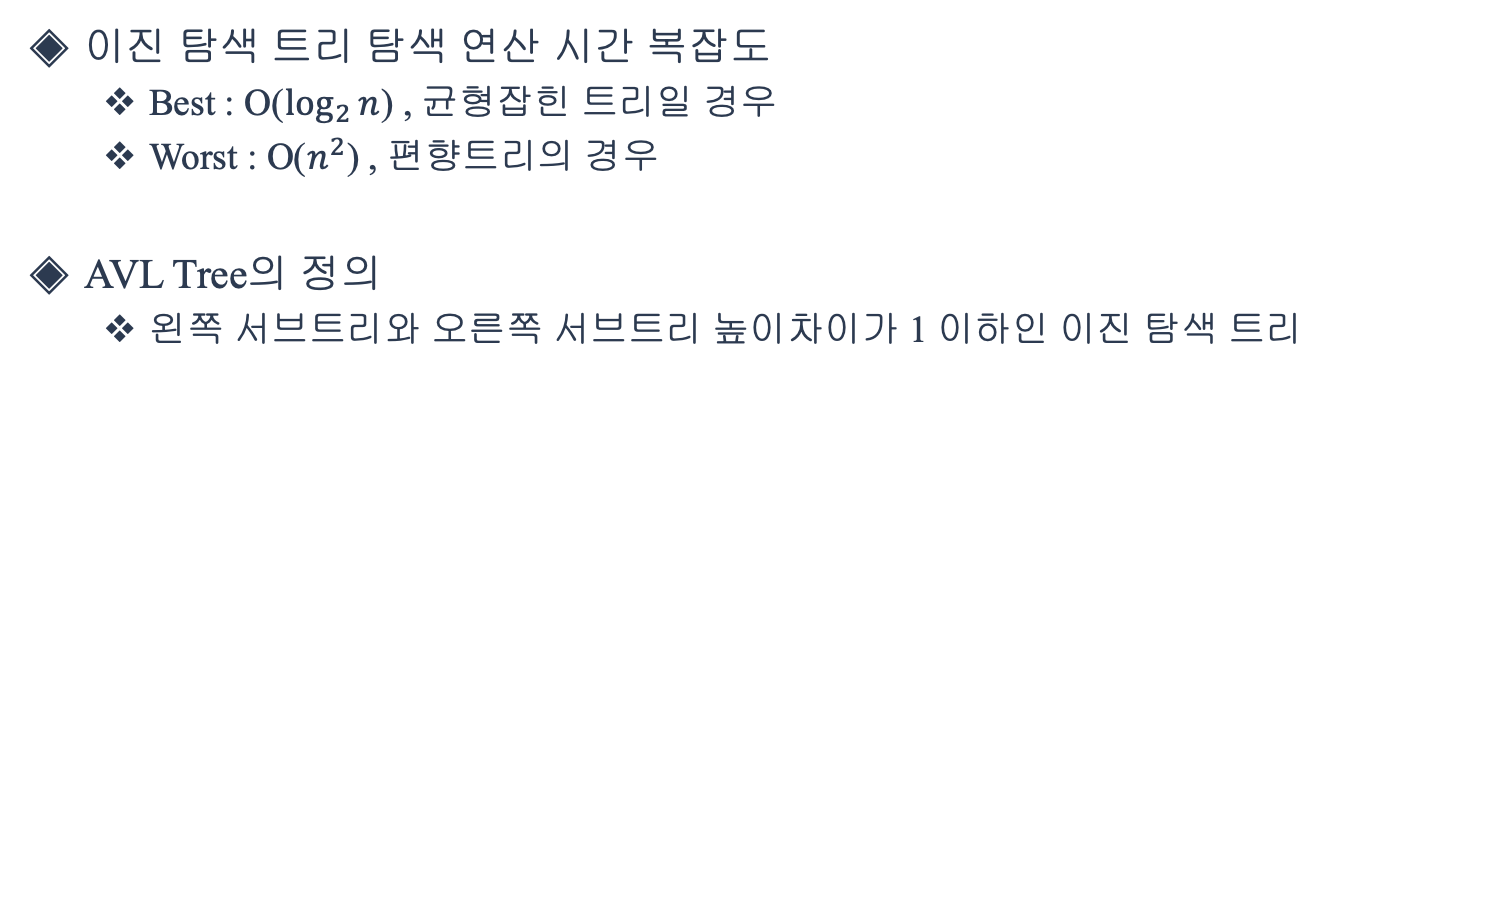 ◈ 이진 탐색 트리 탐색 연산 시간 복잡도
❖ Best : O(log₂ n) , 균형잡힌 트리일 경우
❖ Worst : O(n²) , 편향트리의 경우
◈ AVL Tree의 정의
❖ 왼쪽 서브트리와 오른쪽 서브트리 높이차이가 1 이하인 이진 탐색 트리